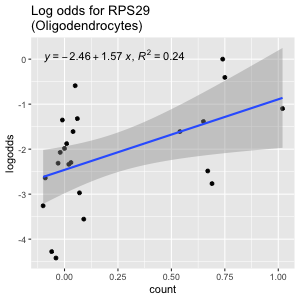 Log odds for RPS29
(Oligodendrocytes)
y = −2.46 + 1.57 x, R² = 0.24
0
-1
-2
-3
-4
logodds
0.00 0.25 0.50 0.75 1.00
count